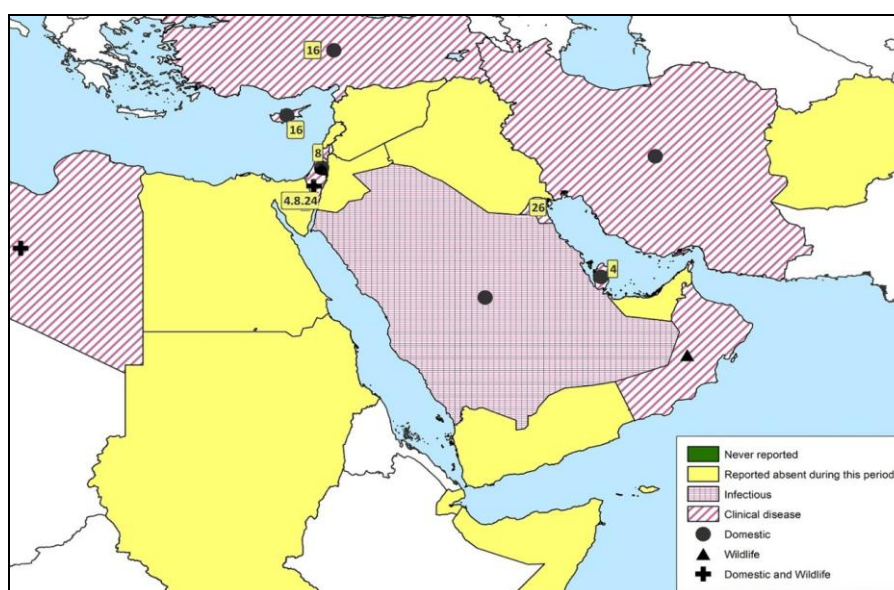 16
16
8
4.8.24
26
4
Never reported
Reported absent during this period
Infectious
Clinical disease
Domestic
Wildlife
Domestic and Wildlife